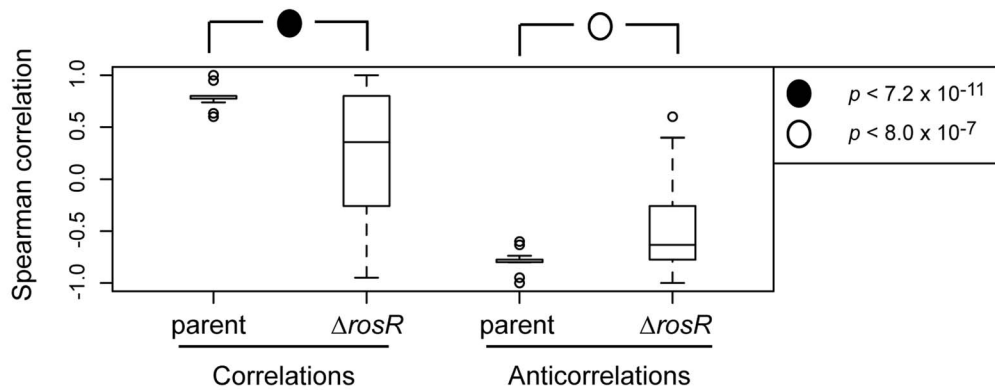 Spearman correlation
1.0
0.5
0.0
-0.5
-1.0
p < 7.2 x 10⁻¹¹
p < 8.0 x 10⁻⁷
parent ΔrosR parent ΔrosR
Correlations Anticorrelations